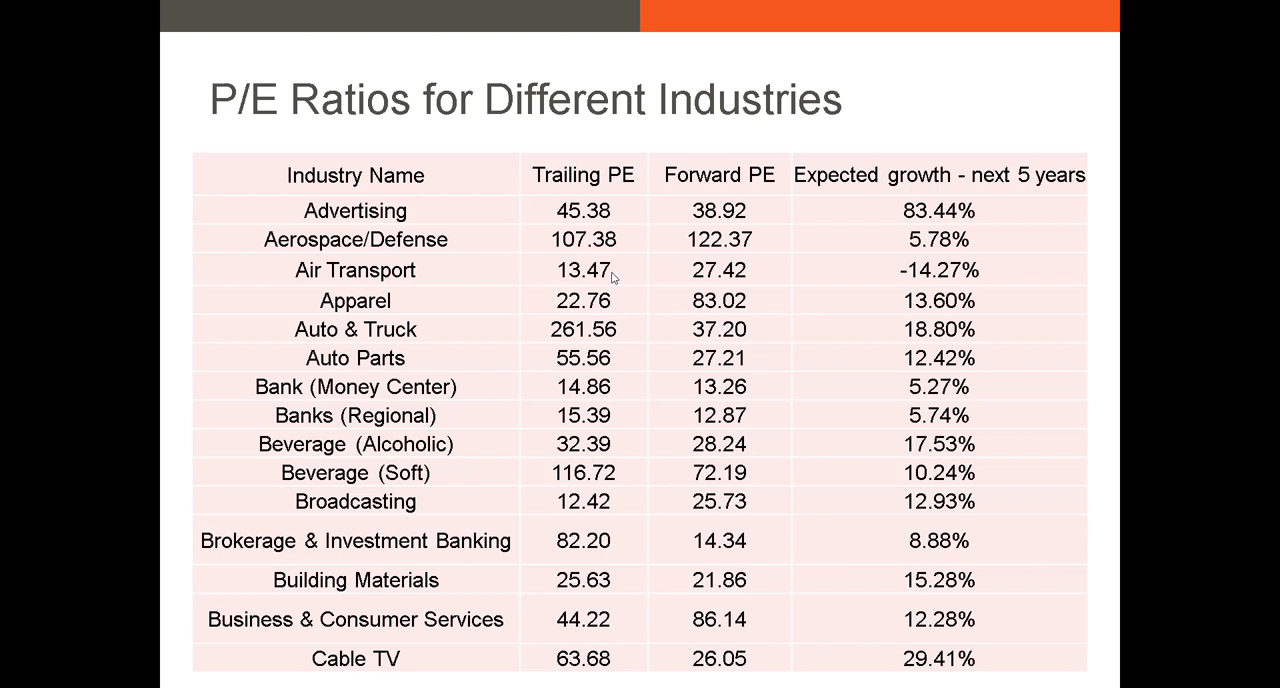 P/E Ratios for Different Industries
Industry Name Trailing PE Forward PE Expected growth - next 5 years
Advertising 45.38 38.92 83.44%
Aerospace/Defense 107.38 122.37 5.78%
Air Transport 13.47 27.42 -14.27%
Apparel 22.76 83.02 13.60%
Auto & Truck 261.56 37.20 18.80%
Auto Parts 55.56 27.21 12.42%
Bank (Money Center) 14.86 13.26 5.27%
Banks (Regional) 15.39 12.87 5.74%
Beverage (Alcoholic) 32.39 28.24 17.53%
Beverage (Soft) 116.72 72.19 10.24%
Broadcasting 12.42 25.73 12.93%
Brokerage & Investment Banking 82.20 14.34 8.88%
Building Materials 25.63 21.86 15.28%
Business & Consumer Services 44.22 86.14 12.28%
Cable TV 63.68 26.05 29.41%